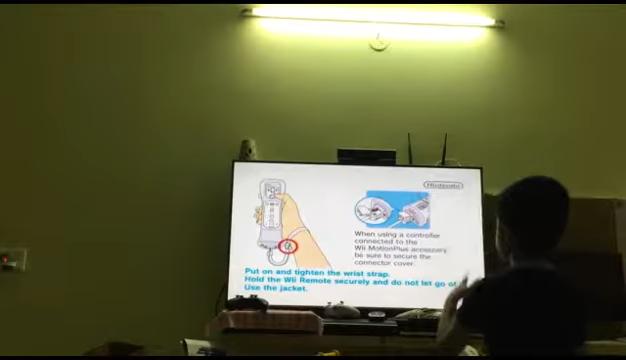 Nintendo
When using a controller
connected to the
Wii MotionPlus accessory,
be sure to secure the
connector cover.
Put on and tighten the wrist strap.
Hold the Wii Remote securely and do not let go of
Use the jacket.